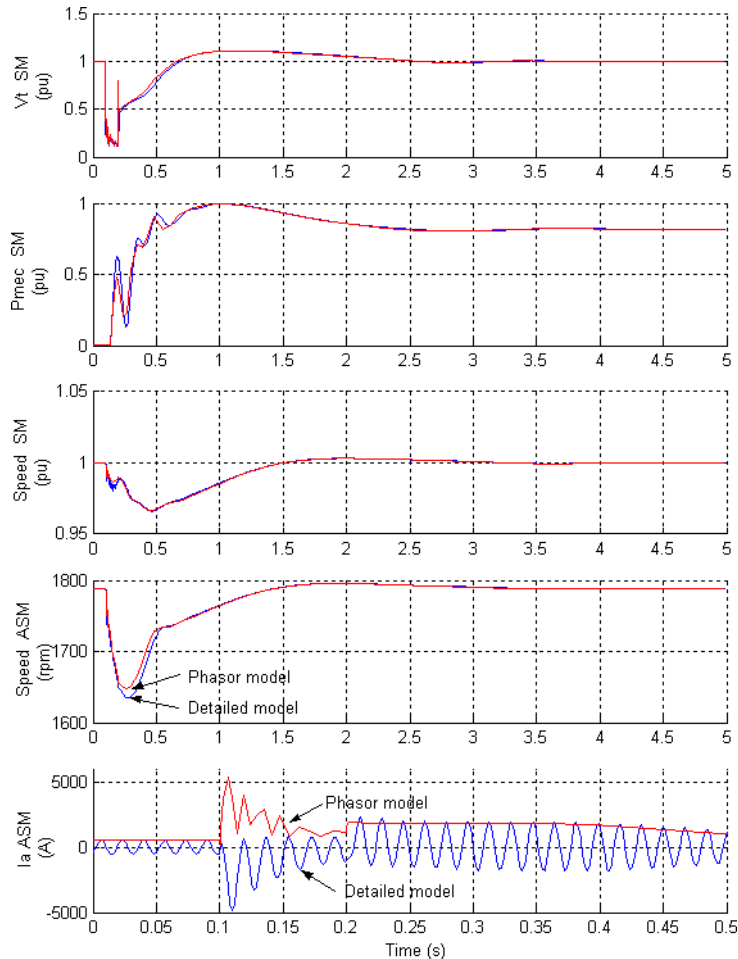 1.5
1
0.5
0
Vt SM
(pu)
0 0.5 1 1.5 2 2.5 3 3.5 4 4.5 5
1
0.5
0
Pmec SM
(pu)
0 0.5 1 1.5 2 2.5 3 3.5 4 4.5 5
1.05
1
0.95
Speed SM
(pu)
0 0.5 1 1.5 2 2.5 3 3.5 4 4.5 5
1800
1700
1600
Speed ASM
(rpm)
Phasor model
Detailed model
0 0.5 1 1.5 2 2.5 3 3.5 4 4.5 5
5000
0
-5000
Ia ASM
(A)
Phasor model
Detailed model
0 0.05 0.1 0.15 0.2 0.25 0.3 0.35 0.4 0.45 0.5
Time (s)